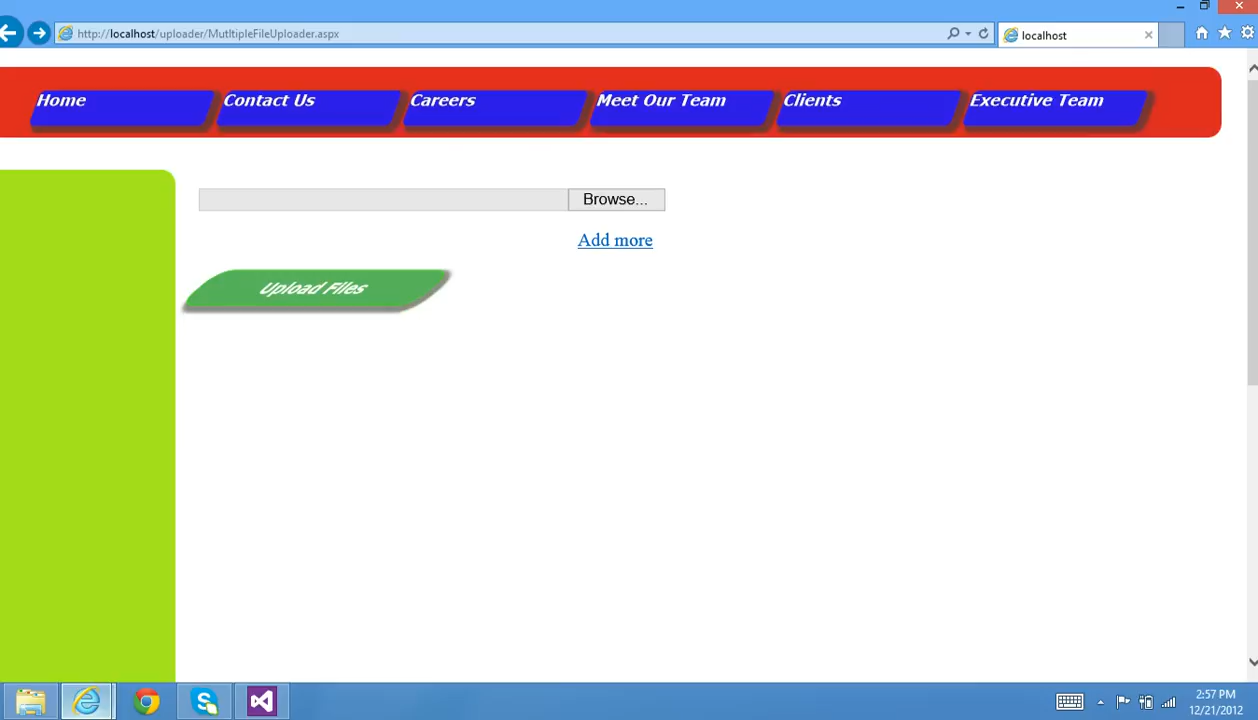 http://localhost/uploader/MutltipleFileUploader.aspx
localhost
Home
Contact Us
Careers
Meet Our Team
Clients
Executive Team
Browse...
Add more
Upload Files
2:57 PM
12/21/2012